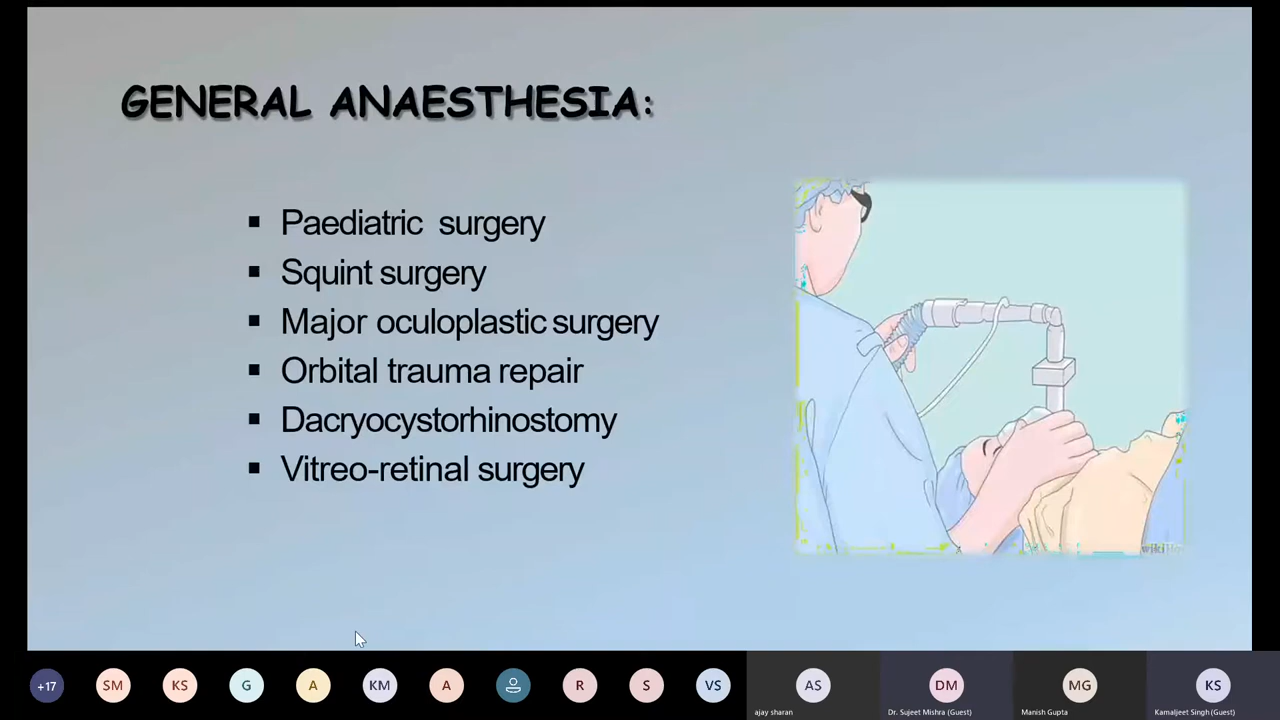 GENERAL ANAESTHESIA:
Paediatric surgery
Squint surgery
Major oculoplastic surgery
Orbital trauma repair
Dacryocystorhinostomy
Vitreo-retinal surgery
+17
SM
KS
G
A
KM
A
R
S
VS
AS
DM
MG
KS
ajay sharan
Dr. Sujeet Mishra (Guest)
Manish Gupta
Kamaljeet Singh (Guest)